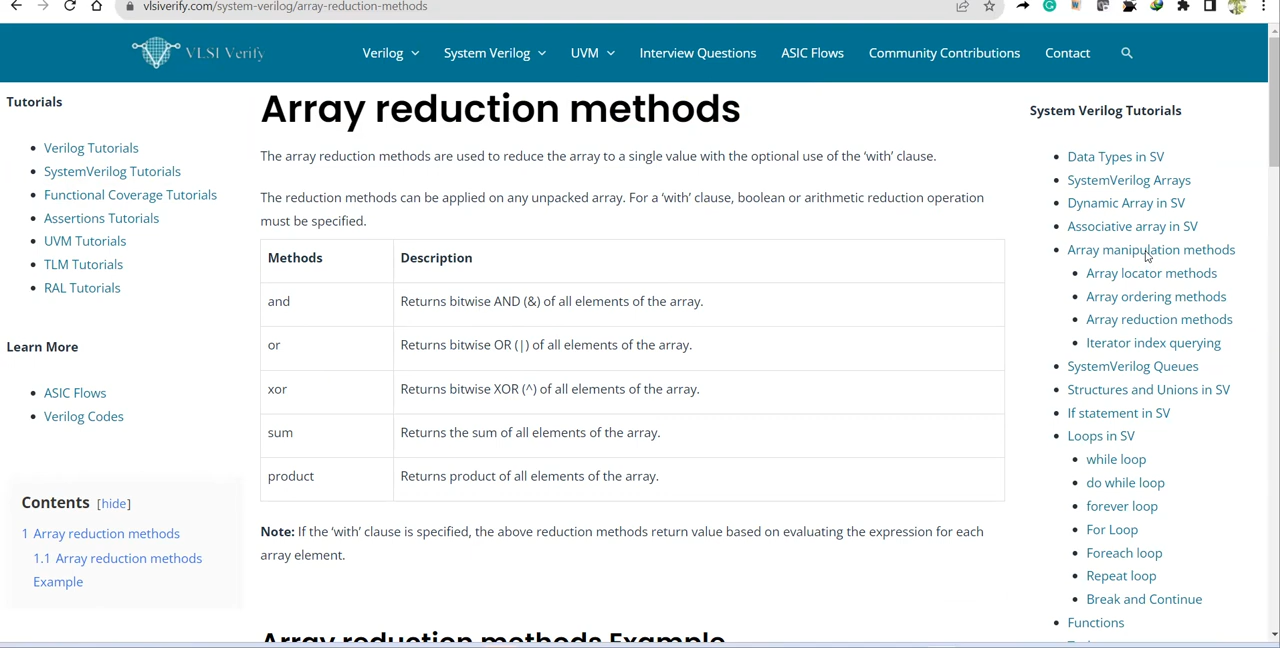 vlsiverify.com/system-verilog/array-reduction-methods
VLSI Verify
Verilog
System Verilog
UVM
Interview Questions
ASIC Flows
Community Contributions
Contact
Tutorials
Verilog Tutorials
SystemVerilog Tutorials
Functional Coverage Tutorials
Assertions Tutorials
UVM Tutorials
TLM Tutorials
RAL Tutorials
Learn More
ASIC Flows
Verilog Codes
Contents [hide]
1 Array reduction methods
1.1 Array reduction methods
Example
Array reduction methods
The array reduction methods are used to reduce the array to a single value with the optional use of the ‘with’ clause.
The reduction methods can be applied on any unpacked array. For a ‘with’ clause, boolean or arithmetic reduction operation
must be specified.
Methods Description
and Returns bitwise AND (&) of all elements of the array.
or Returns bitwise OR (|) of all elements of the array.
xor Returns bitwise XOR (^) of all elements of the array.
sum Returns the sum of all elements of the array.
product Returns product of all elements of the array.
Note: If the ‘with’ clause is specified, the above reduction methods return value based on evaluating the expression for each
array element.
Array reduction methods Example
System Verilog Tutorials
Data Types in SV
SystemVerilog Arrays
Dynamic Array in SV
Associative array in SV
Array manipulation methods
Array locator methods
Array ordering methods
Array reduction methods
Iterator index querying
SystemVerilog Queues
Structures and Unions in SV
If statement in SV
Loops in SV
while loop
do while loop
forever loop
For Loop
Foreach loop
Repeat loop
Break and Continue
Functions